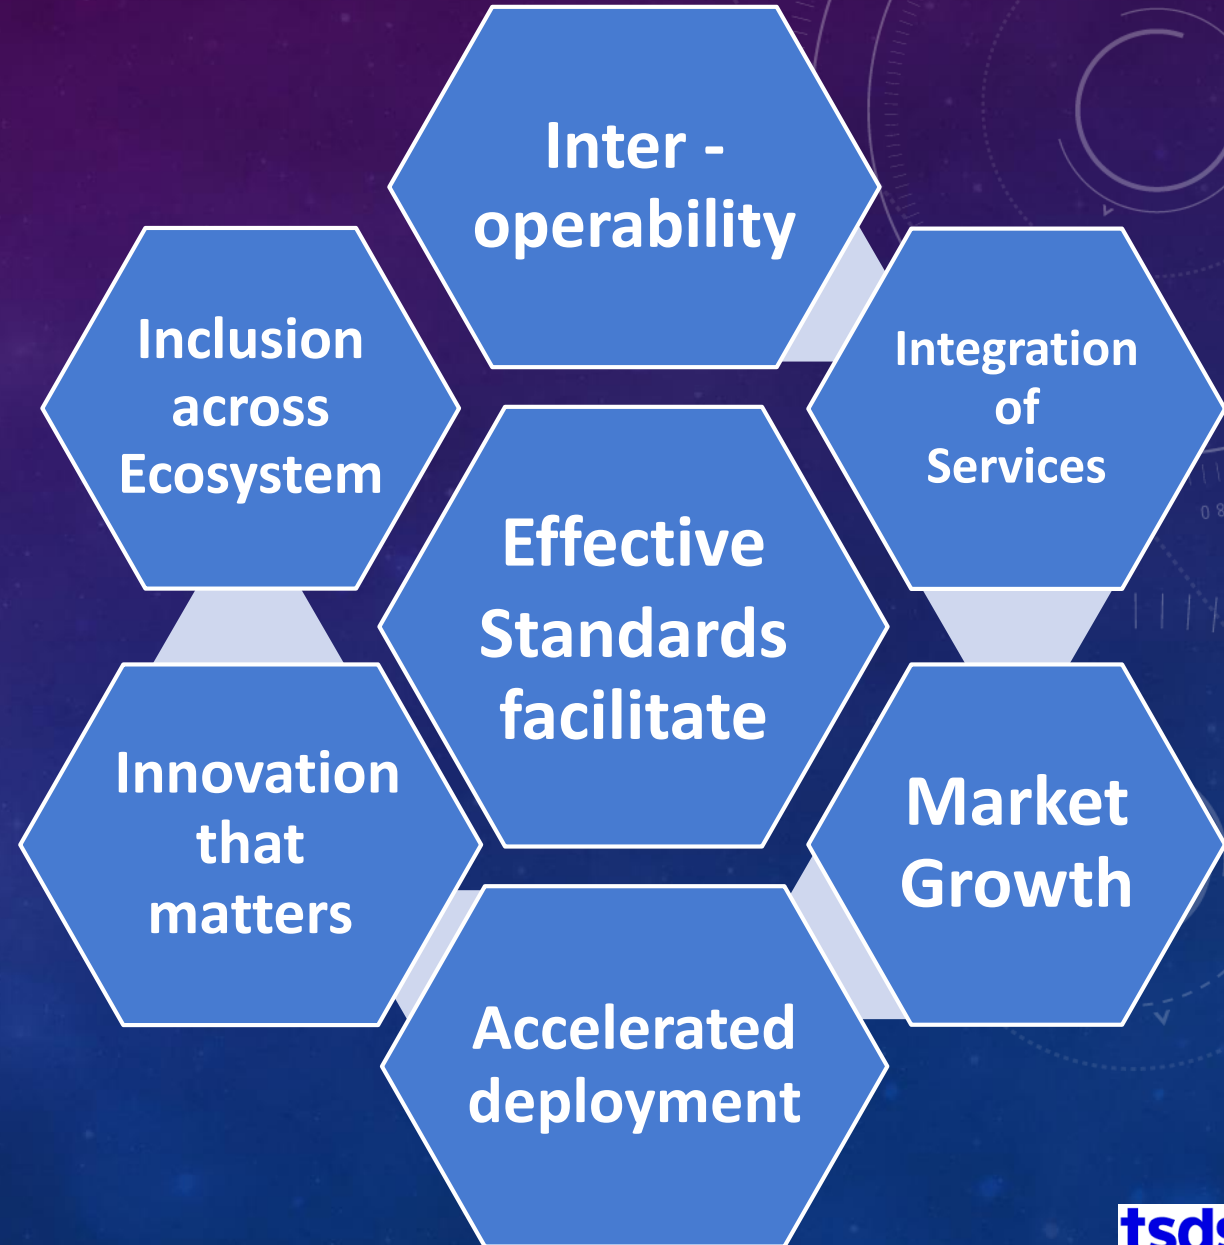 Inter -
operability
Integration
of
Services
Market
Growth
Accelerated
deployment
Innovation
that
matters
Inclusion
across
Ecosystem
Effective
Standards
facilitate